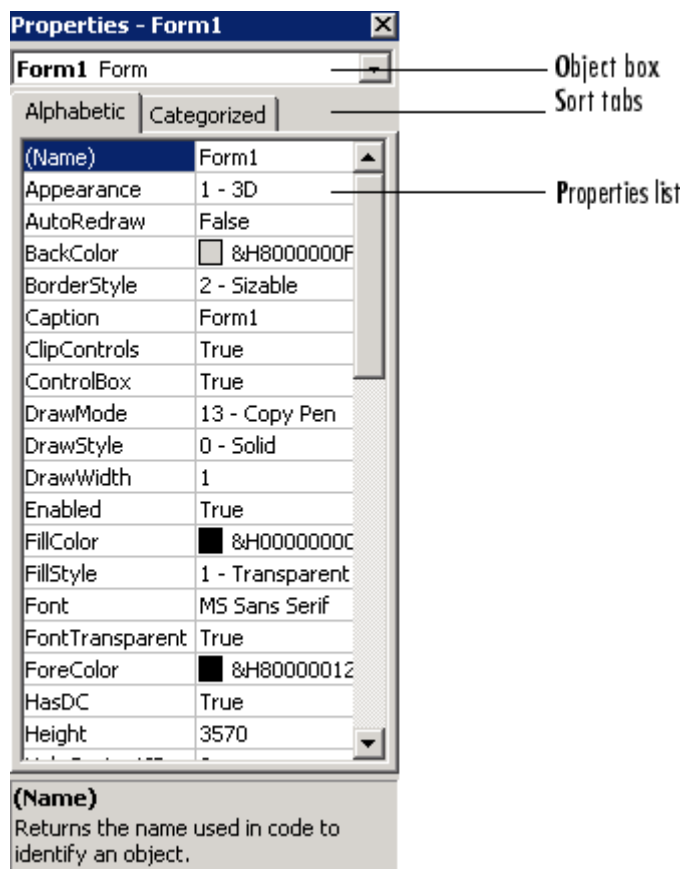 Properties - Form1
Form1 Form
Object box
Sort tabs
Alphabetic Categorized
(Name) Form1
Appearance 1 - 3D
Properties list
AutoRedraw False
BackColor &H8000000F
BorderStyle 2 - Sizable
Caption Form1
ClipControls True
ControlBox True
DrawMode 13 - Copy Pen
DrawStyle 0 - Solid
DrawWidth 1
Enabled True
FillColor &H00000000
FillStyle 1 - Transparent
Font MS Sans Serif
FontTransparent True
ForeColor &H80000012
HasDC True
Height 3570
(Name)
Returns the name used in code to
identify an object.